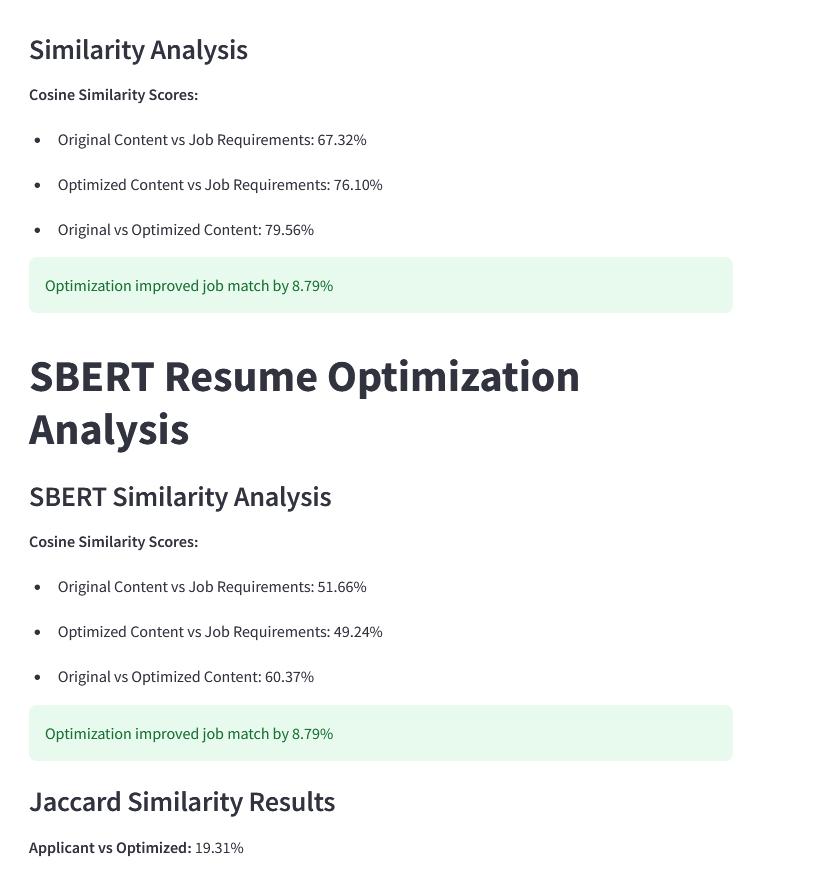 Similarity Analysis
Cosine Similarity Scores:
• Original Content vs Job Requirements: 67.32%
• Optimized Content vs Job Requirements: 76.10%
• Original vs Optimized Content: 79.56%
Optimization improved job match by 8.79%
SBERT Resume Optimization
Analysis
SBERT Similarity Analysis
Cosine Similarity Scores:
• Original Content vs Job Requirements: 51.66%
• Optimized Content vs Job Requirements: 49.24%
• Original vs Optimized Content: 60.37%
Optimization improved job match by 8.79%
Jaccard Similarity Results
Applicant vs Optimized: 19.31%